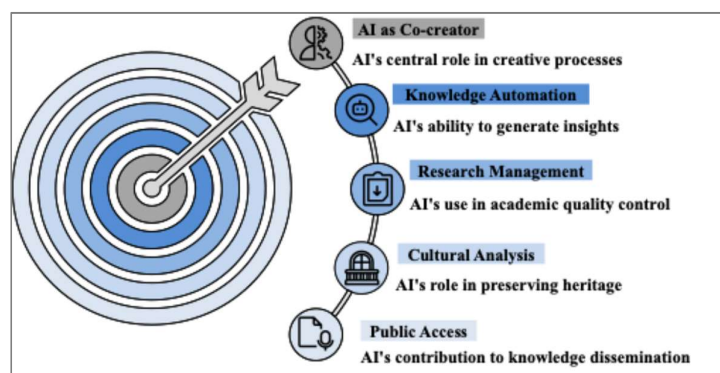 AI as Co-creator
AI's central role in creative processes
Knowledge Automation
AI's ability to generate insights
Research Management
AI's use in academic quality control
Cultural Analysis
AI's role in preserving heritage
Public Access
AI's contribution to knowledge dissemination